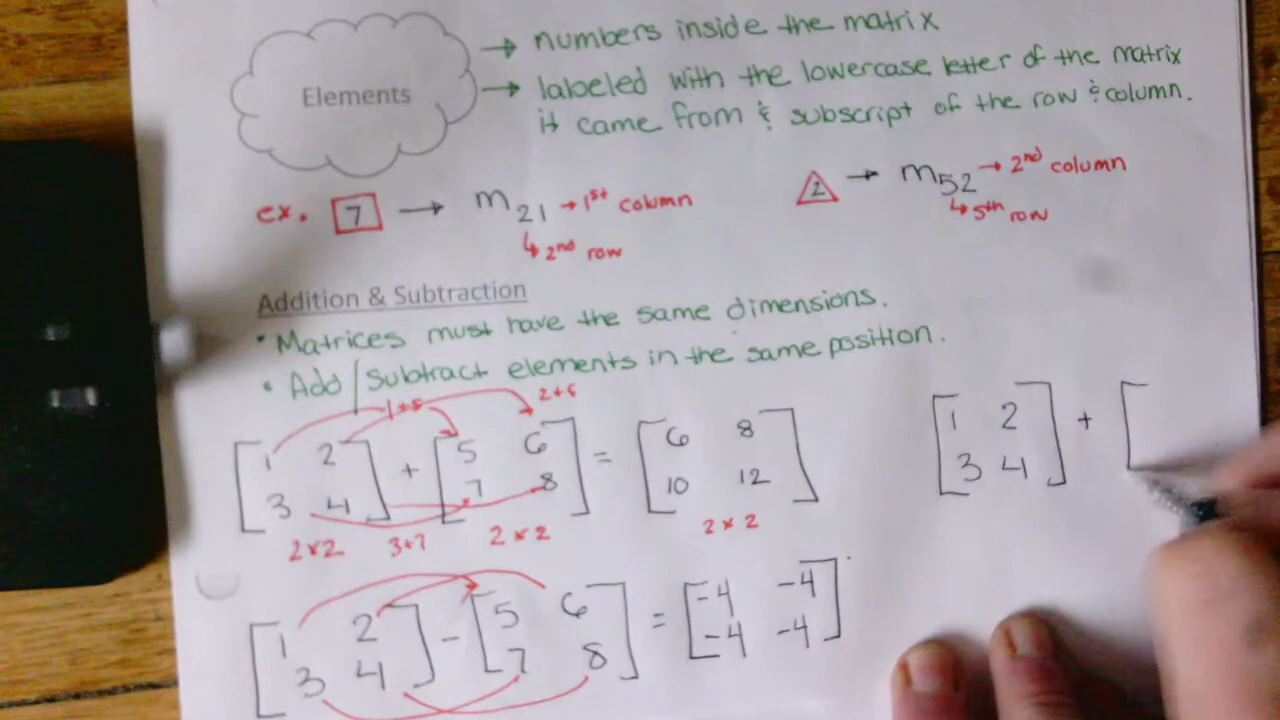 Elements
→ numbers inside the matrix
→ labeled with the lowercase letter of the matrix
it came from & subscript of the row & column.
ex. 7 → m21 → 1st column
↳ 2nd row
2 → m52 → 2nd column
↳ 5th row
Addition & Subtraction
• Matrices must have the same dimensions.
• Add/Subtract elements in the same position.
1+5 2+6
[1 2] + [5 6] = [6 8]
[3 4] [7 8] [10 12]
2×2 3+7 2×2 2×2
[1 2] + [
[3 4]
[1 2] - [5 6] = [-4 -4]
[3 4] [7 8] [-4 -4]